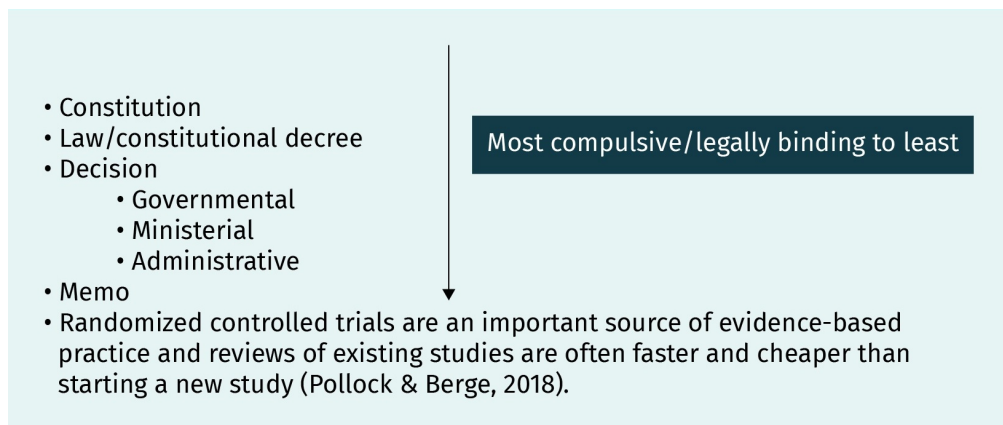 • Constitution
• Law/constitutional decree
Most compulsive/legally binding to least
• Decision
• Governmental
• Ministerial
• Administrative
• Memo
• Randomized controlled trials are an important source of evidence-based
practice and reviews of existing studies are often faster and cheaper than
starting a new study (Pollock & Berge, 2018).